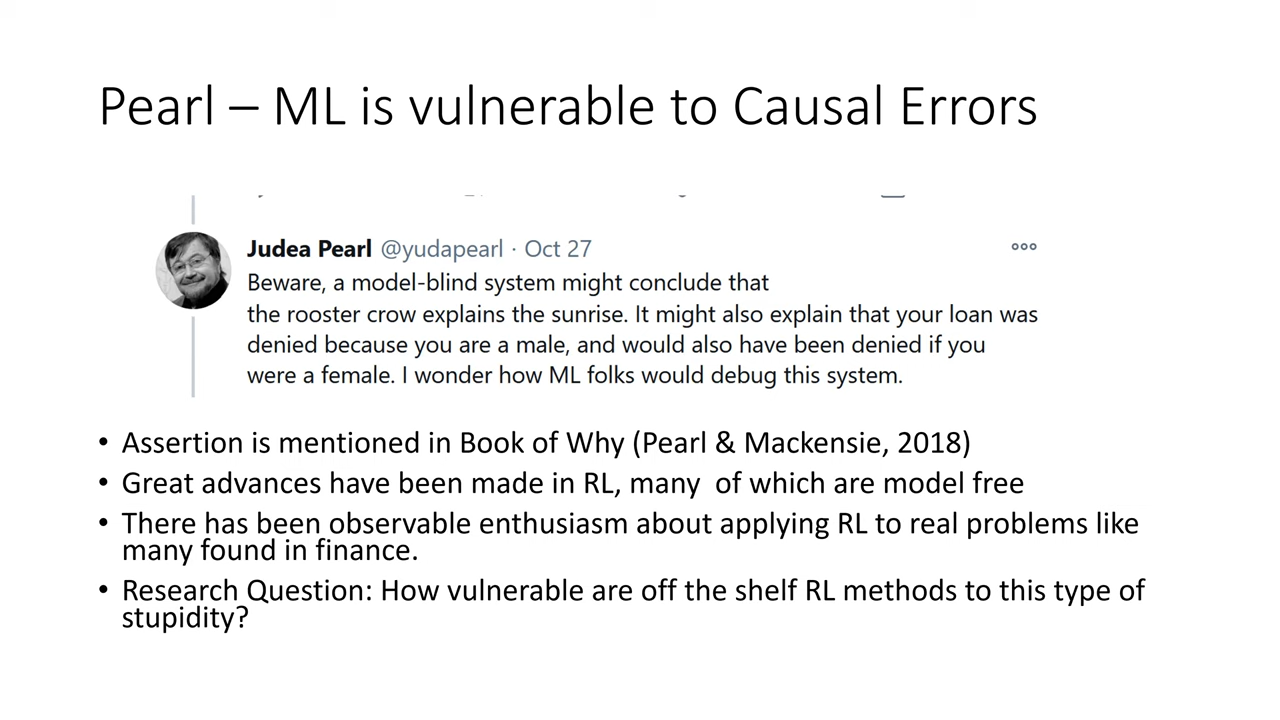 Pearl – ML is vulnerable to Causal Errors
Judea Pearl @yudapearl · Oct 27
Beware, a model-blind system might conclude that
the rooster crow explains the sunrise. It might also explain that your loan was
denied because you are a male, and would also have been denied if you
were a female. I wonder how ML folks would debug this system.
• Assertion is mentioned in Book of Why (Pearl & Mackensie, 2018)
• Great advances have been made in RL, many  of which are model free
• There has been observable enthusiasm about applying RL to real problems like
many found in finance.
• Research Question: How vulnerable are off the shelf RL methods to this type of
stupidity?